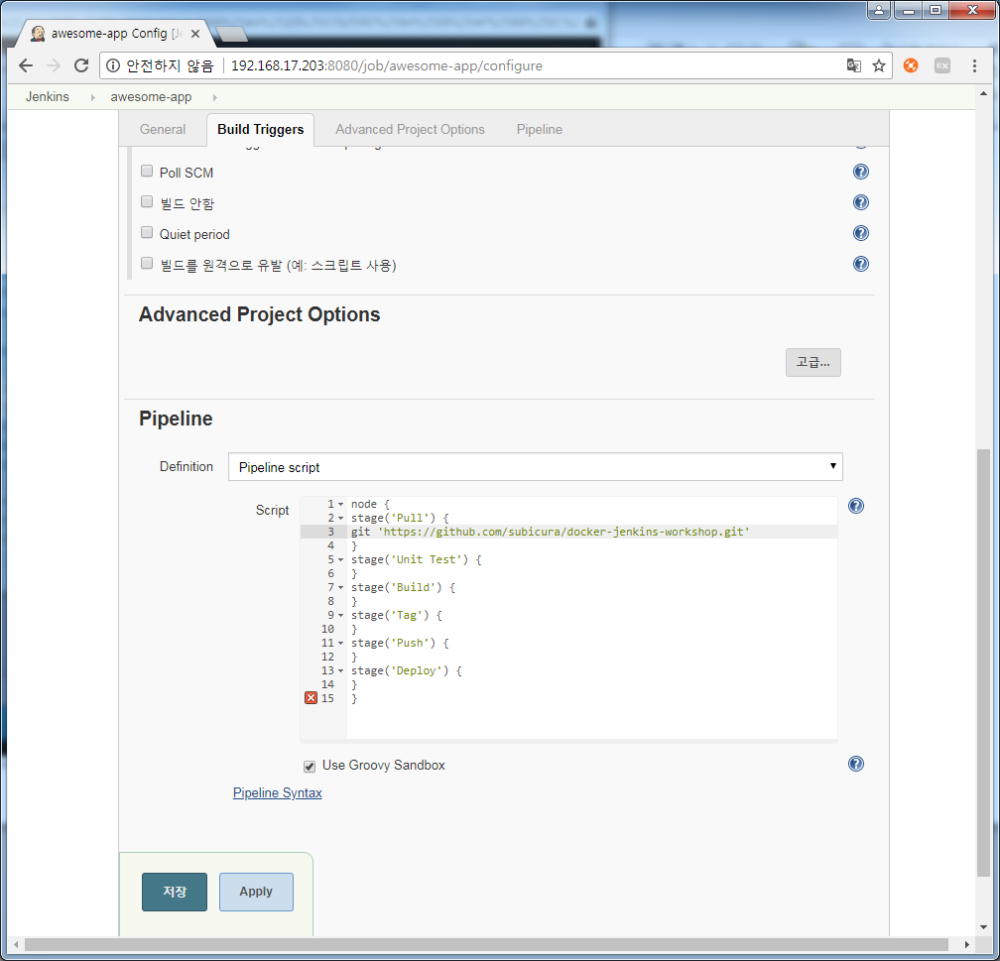 awesome-app Config [Je
안전하지 않음 192.168.17.203:8080/job/awesome-app/configure
Jenkins awesome-app
General Build Triggers Advanced Project Options Pipeline
Poll SCM
빌드 안함
Quiet period
빌드를 원격으로 유발 (예: 스크립트 사용)
Advanced Project Options
고급...
Pipeline
Definition Pipeline script
Script
1 node {
2 stage('Pull') {
3 git 'https://github.com/subicura/docker-jenkins-workshop.git'
4 }
5 stage('Unit Test') {
6 }
7 stage('Build') {
8 }
9 stage('Tag') {
10 }
11 stage('Push') {
12 }
13 stage('Deploy') {
14 }
15 }
Use Groovy Sandbox
Pipeline Syntax
저장 Apply